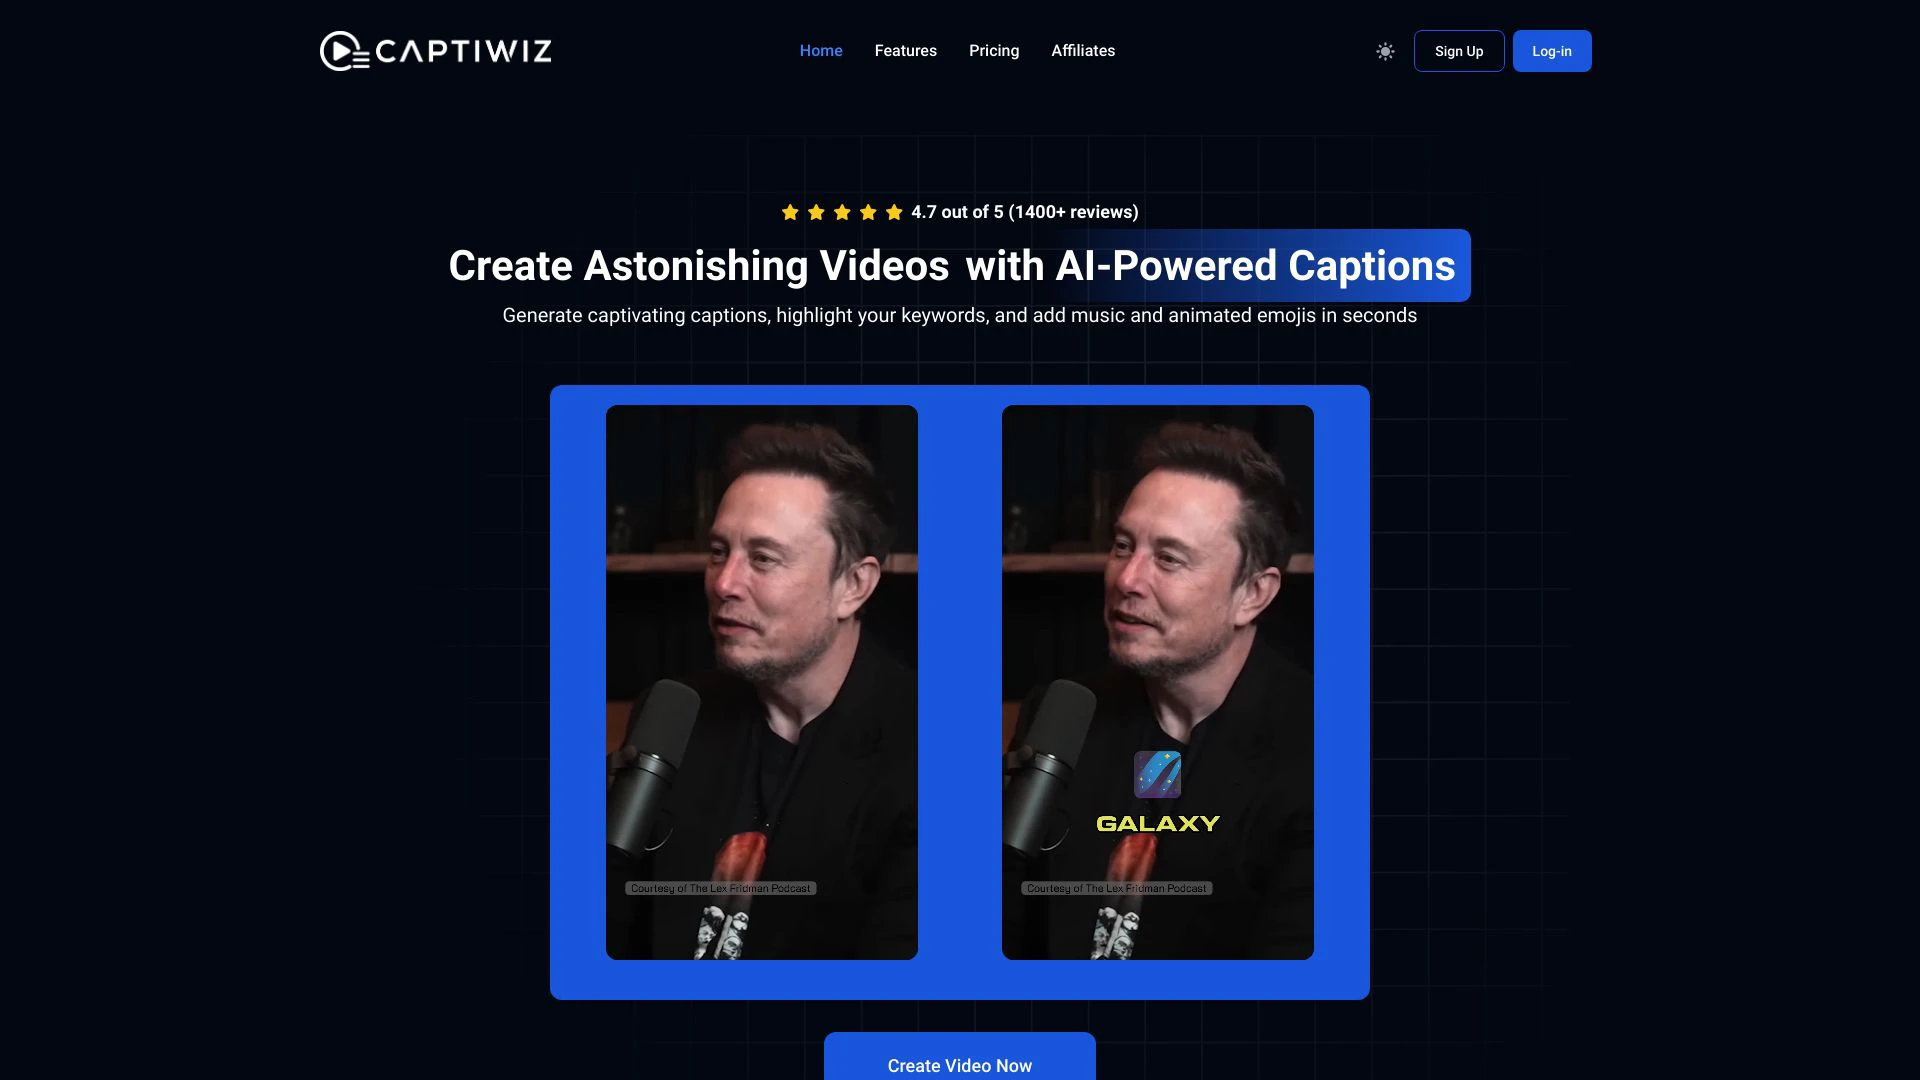 CAPTIWIZ
Home
Features
Pricing
Affiliates
Sign Up
Log-in
4.7 out of 5 (1400+ reviews)
Create Astonishing Videos with AI-Powered Captions
Generate captivating captions, highlight your keywords, and add music and animated emojis in seconds
GALAXY
Courtesy of The Lex Fridman Podcast
Courtesy of The Lex Fridman Podcast
Create Video Now